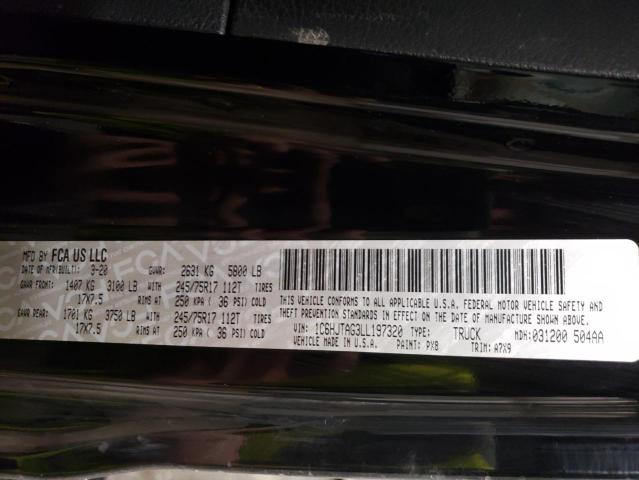 MFD BY FCA US LLC
DATE OF MFR(BUILT): 3-20 GVWR: 2631 KG 5800 LB
GAWR FRONT: 1407 KG 3100 LB WITH 245/75R17 112T TIRES
17X7.5 RIMS AT 250 KPA ( 36 PSI) COLD
GAWR REAR: 1701 KG 3750 LB WITH 245/75R17 112T TIRES
17X7.5 RIMS AT 250 KPA ( 36 PSI) COLD
THIS VEHICLE CONFORMS TO ALL APPLICABLE U.S.A. FEDERAL MOTOR VEHICLE SAFETY AND
THEFT PREVENTION STANDARDS IN EFFECT ON THE DATE OF MANUFACTURE SHOWN ABOVE.
VIN: 1C6HJTAG3LL197320 TYPE: TRUCK MDH: 031200 504AA
VEHICLE MADE IN U.S.A. PAINT: PX8 TRIM: A7X9